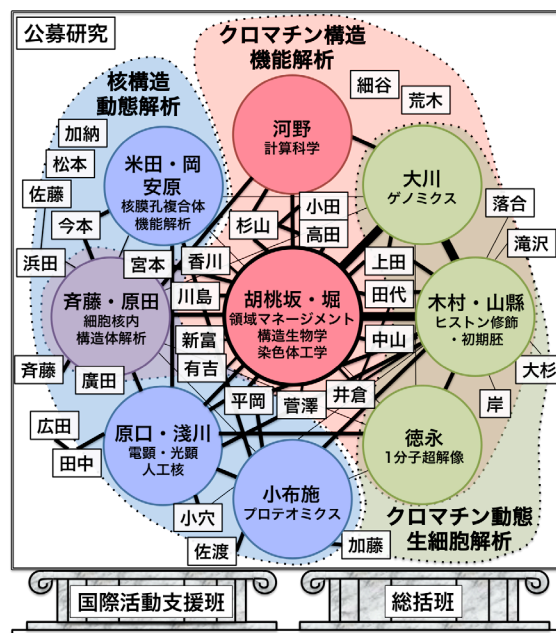 公募研究
クロマチン構造
機能解析
細谷
荒木
核構造
動態解析
加納
松本
佐藤
今本
浜田
米田・岡
安原
核膜孔複合体
機能解析
河野
計算科学
大川
ゲノミクス
落合
滝沢
小田
杉山
高田
宮本
香川
上田
川島
田代
斉藤・原田
細胞核内
構造体解析
胡桃坂・堀
領域マネージメント
構造生物学
染色体工学
木村・山縣
ヒストン修飾
・初期胚
新富
中山
有吉
斉藤
廣田
大杉
平岡
菅澤
井倉
岸
広田
田中
原口・淺川
電顕・光顕
人工核
徳永
1分子超解像
小布施
プロテオミクス
小穴
佐渡
加藤
クロマチン動態
生細胞解析
国際活動支援班
総括班